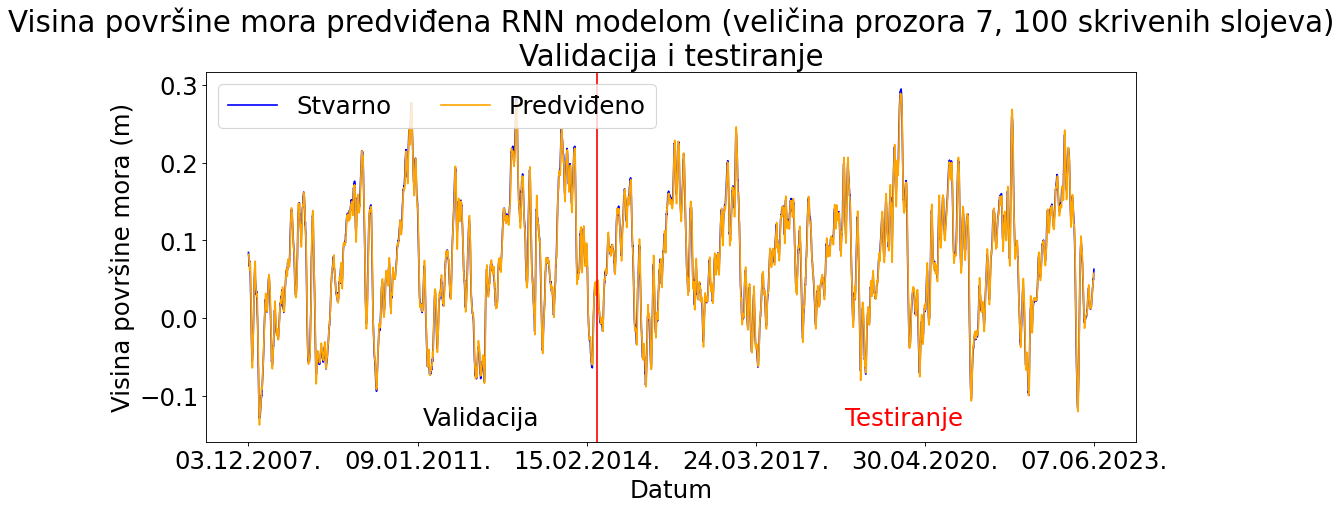 Visina površine mora predviđena RNN modelom (veličina prozora 7, 100 skrivenih slojeva)
Validacija i testiranje
Stvarno
Predviđeno
Visina površine mora (m)
0.3
0.2
0.1
0.0
−0.1
Validacija
Testiranje
03.12.2007.
09.01.2011.
15.02.2014.
24.03.2017.
30.04.2020.
07.06.2023.
Datum